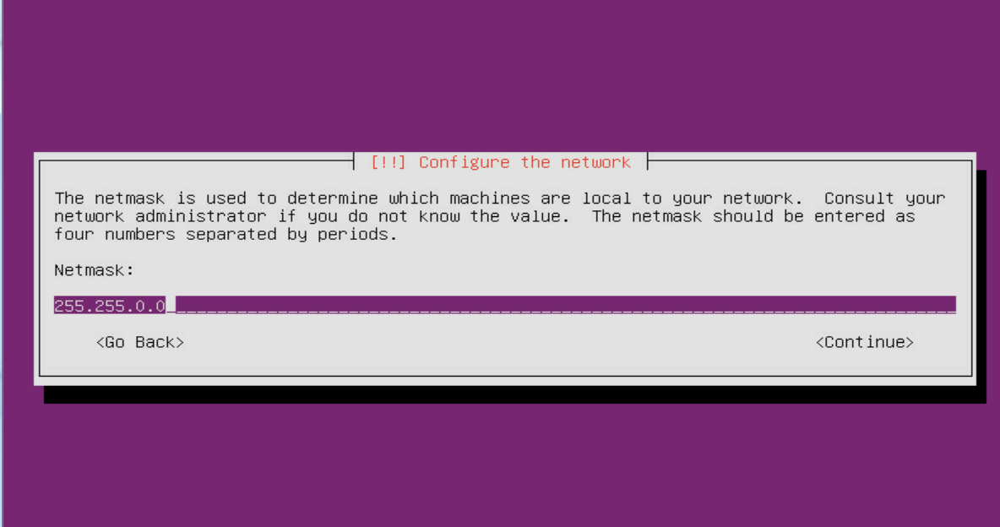 [!!] Configure the network
The netmask is used to determine which machines are local to your network.  Consult your
network administrator if you do not know the value.  The netmask should be entered as
four numbers separated by periods.
Netmask:
255.255.0.0
<Go Back> <Continue>